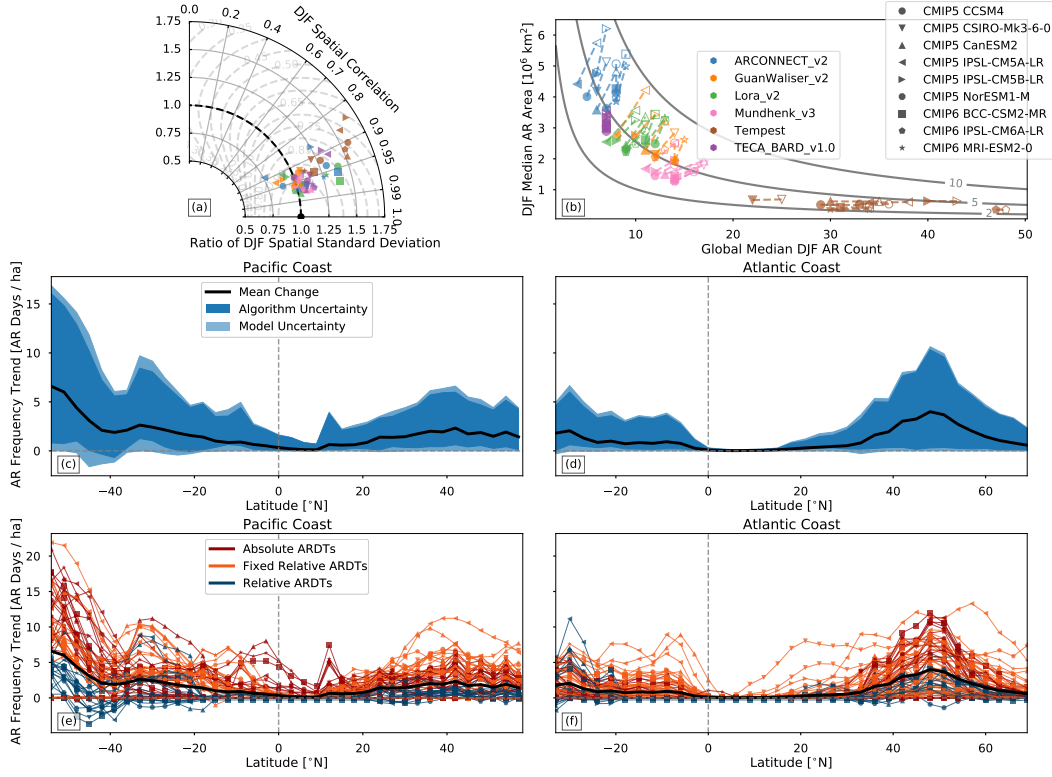 0.0
0.2
0.4
0.6
0.7
0.8
0.9
0.95
0.99
1.0
DJF Spatial Correlation
1.75
1.5
1.25
1.0
0.75
0.5
(a)
0.5
0.75
1.0
1.25
1.5
1.75
Ratio of DJF Spatial Standard Deviation
DJF Median AR Area [10⁶ km²]
6
5
4
3
2
1
(b)
10
5
2
ARCONNECT_v2
GuanWaliser_v2
Lora_v2
Mundhenk_v3
Tempest
TECA_BARD_v1.0
CMIP5 CCSM4
CMIP5 CSIRO-Mk3-6-0
CMIP5 CanESM2
CMIP5 IPSL-CM5A-LR
CMIP5 IPSL-CM5B-LR
CMIP5 NorESM1-M
CMIP6 BCC-CSM2-MR
CMIP6 IPSL-CM6A-LR
CMIP6 MRI-ESM2-0
10 20 30 40 50
Global Median DJF AR Count
Pacific Coast
AR Frequency Trend [AR Days / ha]
15
10
5
0
Mean Change
Algorithm Uncertainty
Model Uncertainty
(c)
−40 −20 0 20 40
Latitude [°N]
Atlantic Coast
(d)
−20 0 20 40 60
Latitude [°N]
Pacific Coast
AR Frequency Trend [AR Days / ha]
20
15
10
5
0
Absolute ARDTs
Fixed Relative ARDTs
Relative ARDTs
(e)
−40 −20 0 20 40
Latitude [°N]
Atlantic Coast
(f)
−20 0 20 40 60
Latitude [°N]